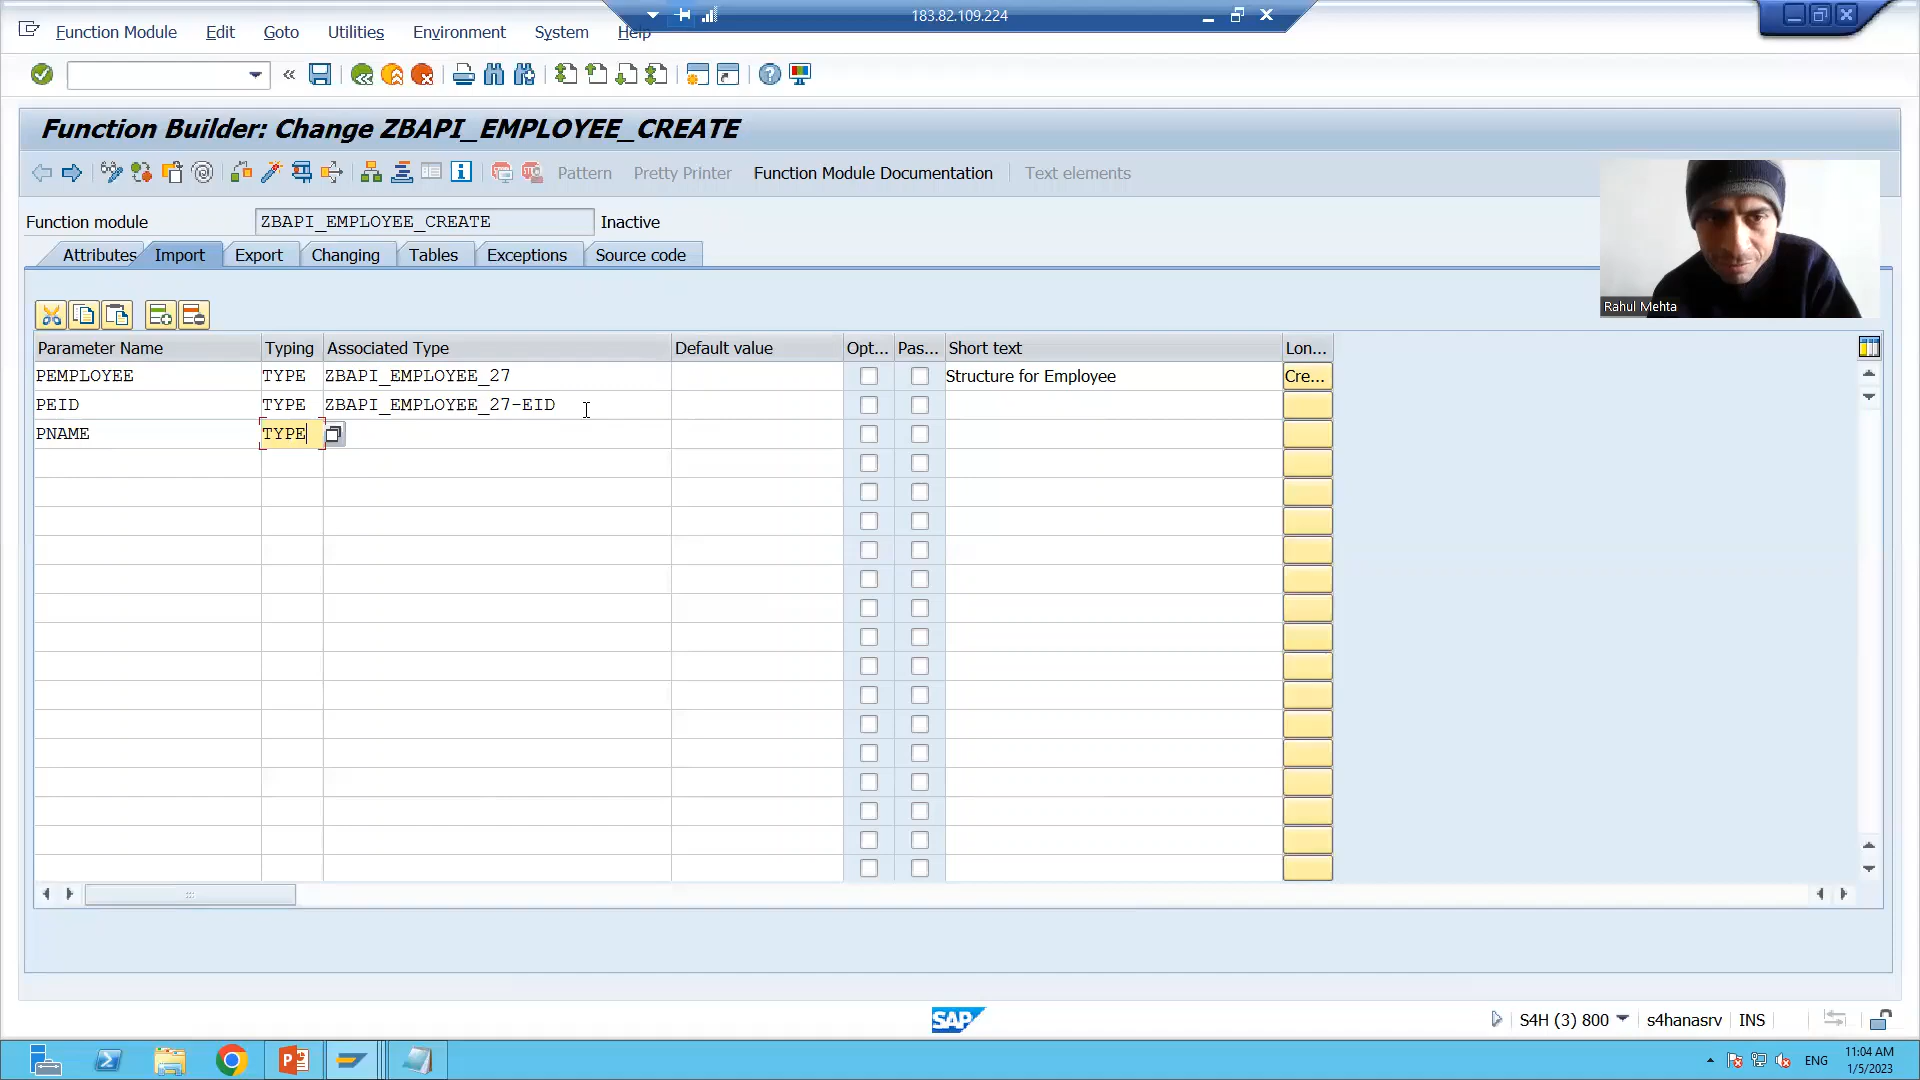 183.82.109.224
Function Module Edit Goto Utilities Environment System Help
Function Builder: Change ZBAPI_EMPLOYEE_CREATE
Pattern Pretty Printer Function Module Documentation Text elements
Function module ZBAPI_EMPLOYEE_CREATE Inactive
Attributes Import Export Changing Tables Exceptions Source code
Rahul Mehta
Parameter Name Typing Associated Type Default value Opt... Pas... Short text Lon...
PEMPLOYEE TYPE ZBAPI_EMPLOYEE_27 Structure for Employee Cre...
PEID TYPE ZBAPI_EMPLOYEE_27-EID
PNAME TYPE
SAP S4H (3) 800 s4hanasrv INS
ENG 11:04 AM
1/5/2023